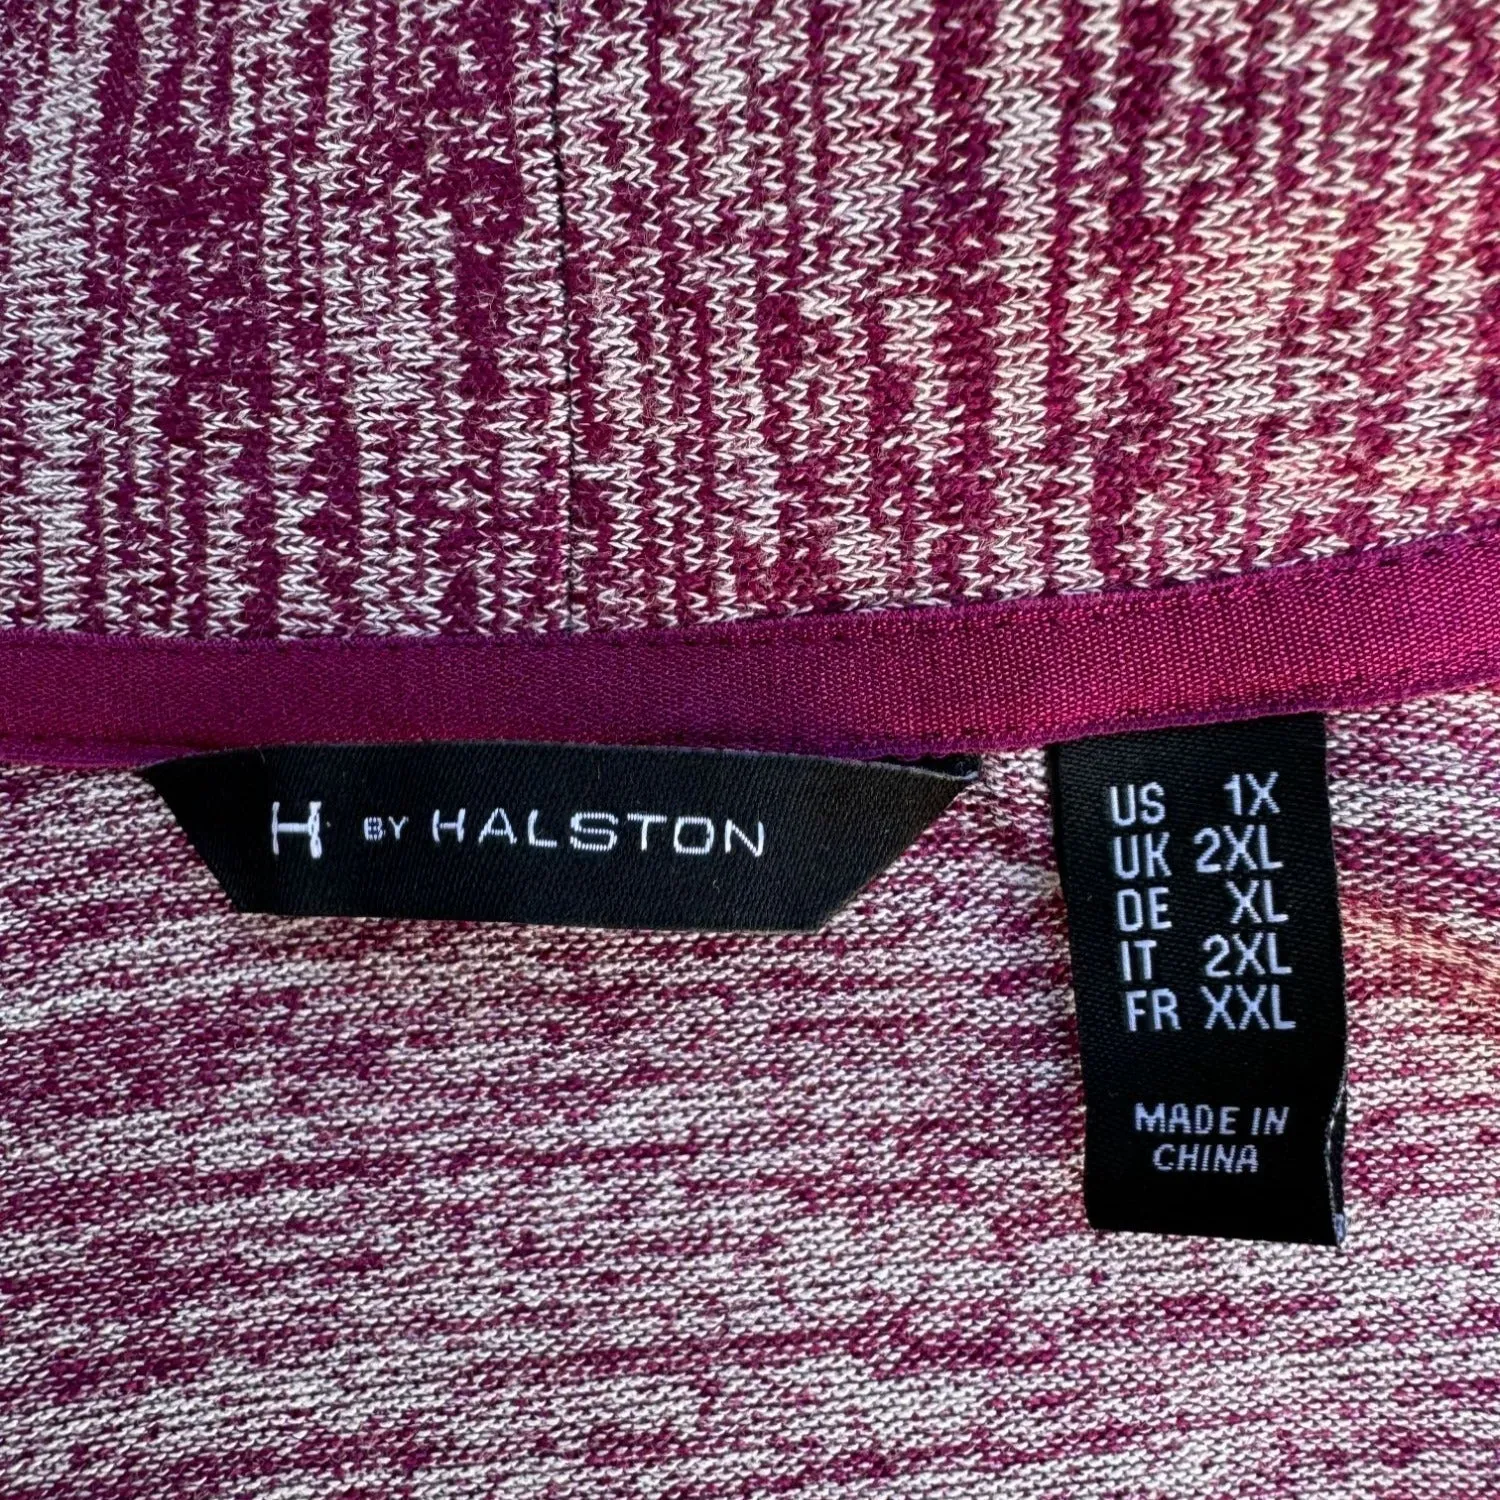 H BY HALSTON
US 1X
UK 2XL
DE XL
IT 2XL
FR XXL
MADE IN
CHINA